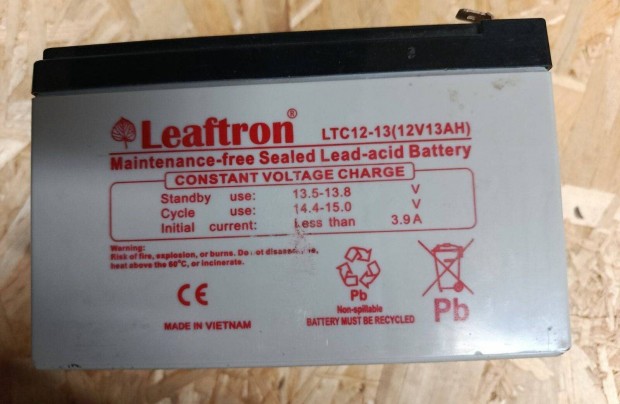 Leaftron®
LTC12-13(12V13AH)
Maintenance-free Sealed Lead-acid Battery
CONSTANT VOLTAGE CHARGE
Standby use: 13.5-13.8 V
Cycle use: 14.4-15.0 V
Initial current: Less than 3.9A
Warning:
Risk of fire, explosion, or burns. Do not disassemble,
heat above the 60°C, or incinerate.
CE
Pb
Non-spillable
BATTERY MUST BE RECYCLED
Pb
MADE IN VIETNAM